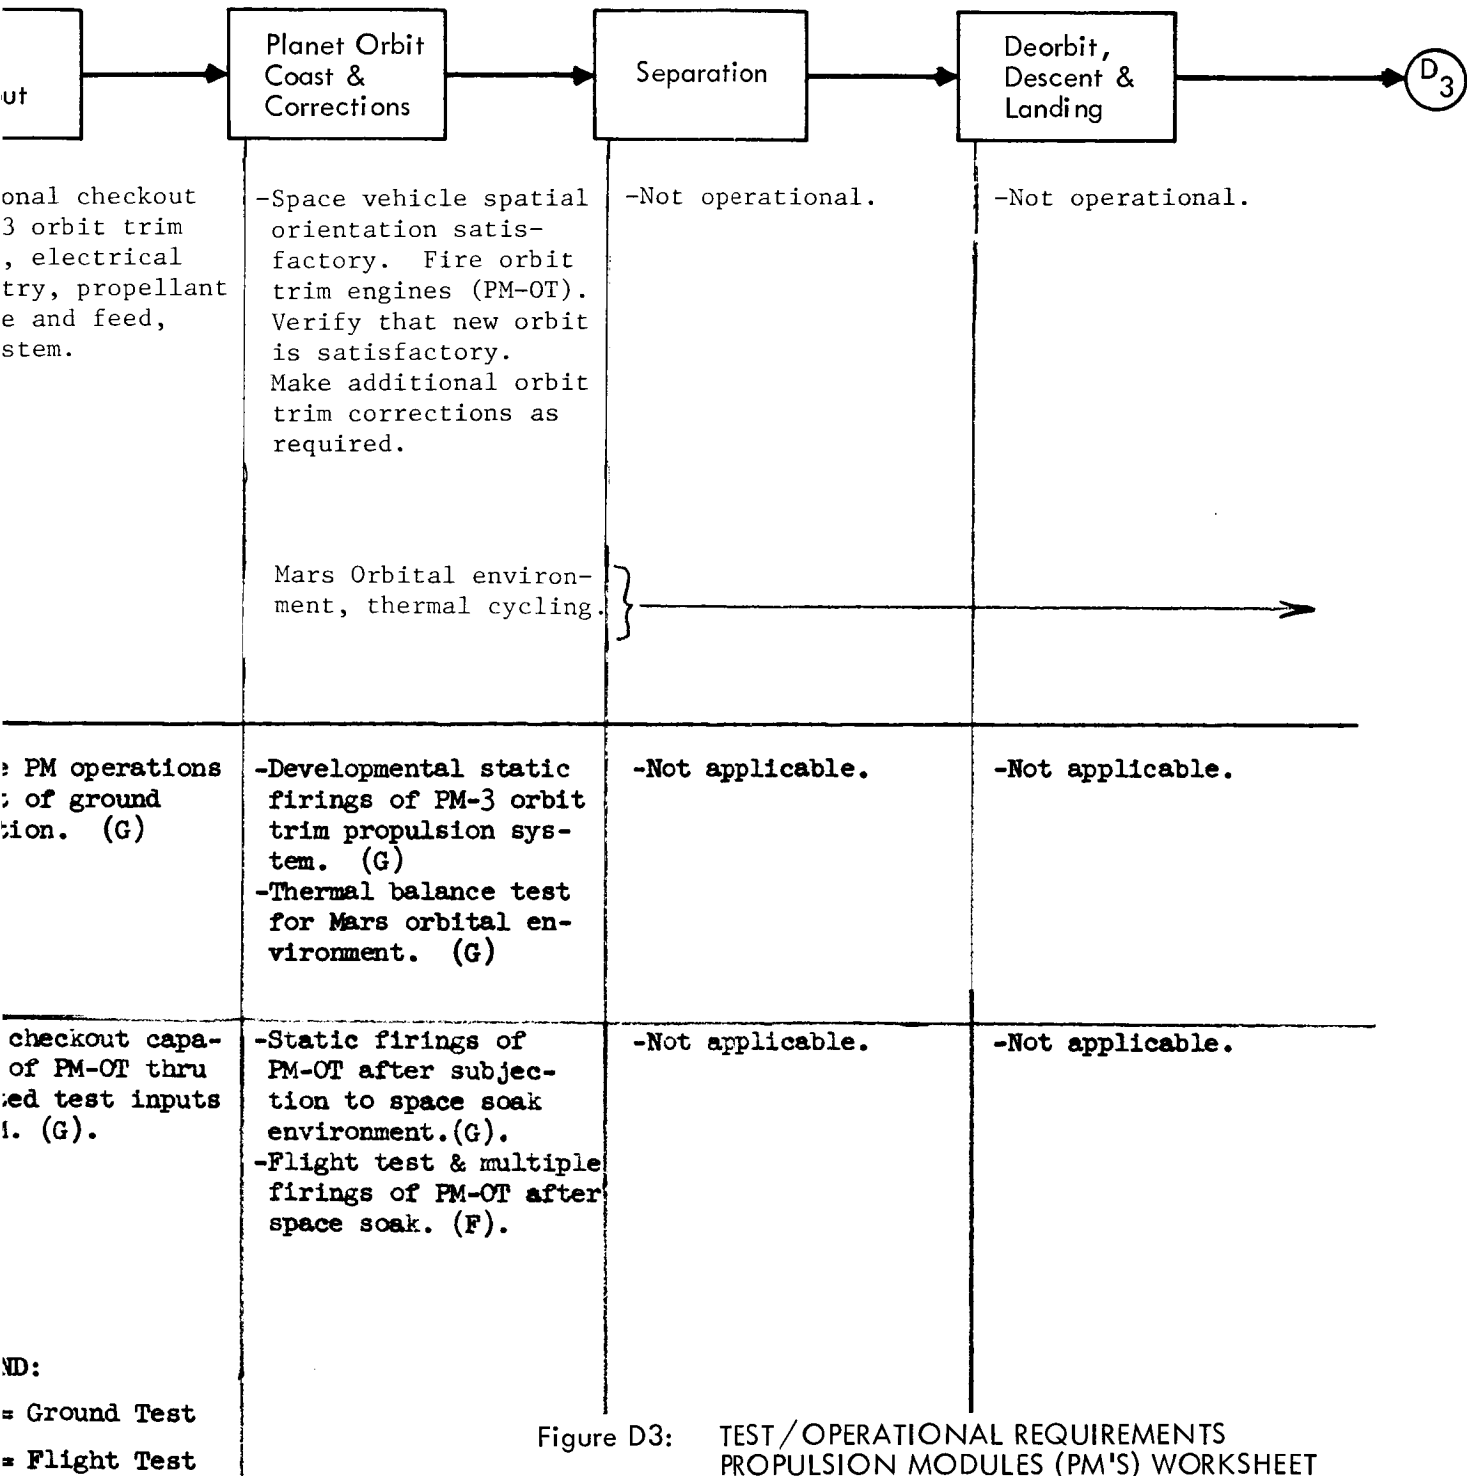 Planet Orbit
Coast &
Corrections
Separation
Deorbit,
Descent &
Landing
D3
onal checkout
3 orbit trim
, electrical
try, propellant
e and feed,
stem.
-Space vehicle spatial
orientation satis-
factory. Fire orbit
trim engines (PM-OT).
Verify that new orbit
is satisfactory.
Make additional orbit
trim corrections as
required.
Mars Orbital environ-
ment, thermal cycling.
-Not operational.
-Not operational.
PM operations
of ground
tion. (G)
-Developmental static
firings of PM-3 orbit
trim propulsion sys-
tem. (G)
-Thermal balance test
for Mars orbital en-
vironment. (G)
-Not applicable.
-Not applicable.
checkout capa-
of PM-OT thru
ted test inputs
. (G).
-Static firings of
PM-OT after subjec-
tion to space soak
environment.(G).
-Flight test & multiple
firings of PM-OT after
space soak. (F).
-Not applicable.
-Not applicable.
ND:
= Ground Test
= Flight Test
Figure D3: TEST/OPERATIONAL REQUIREMENTS
PROPULSION MODULES (PM'S) WORKSHEET